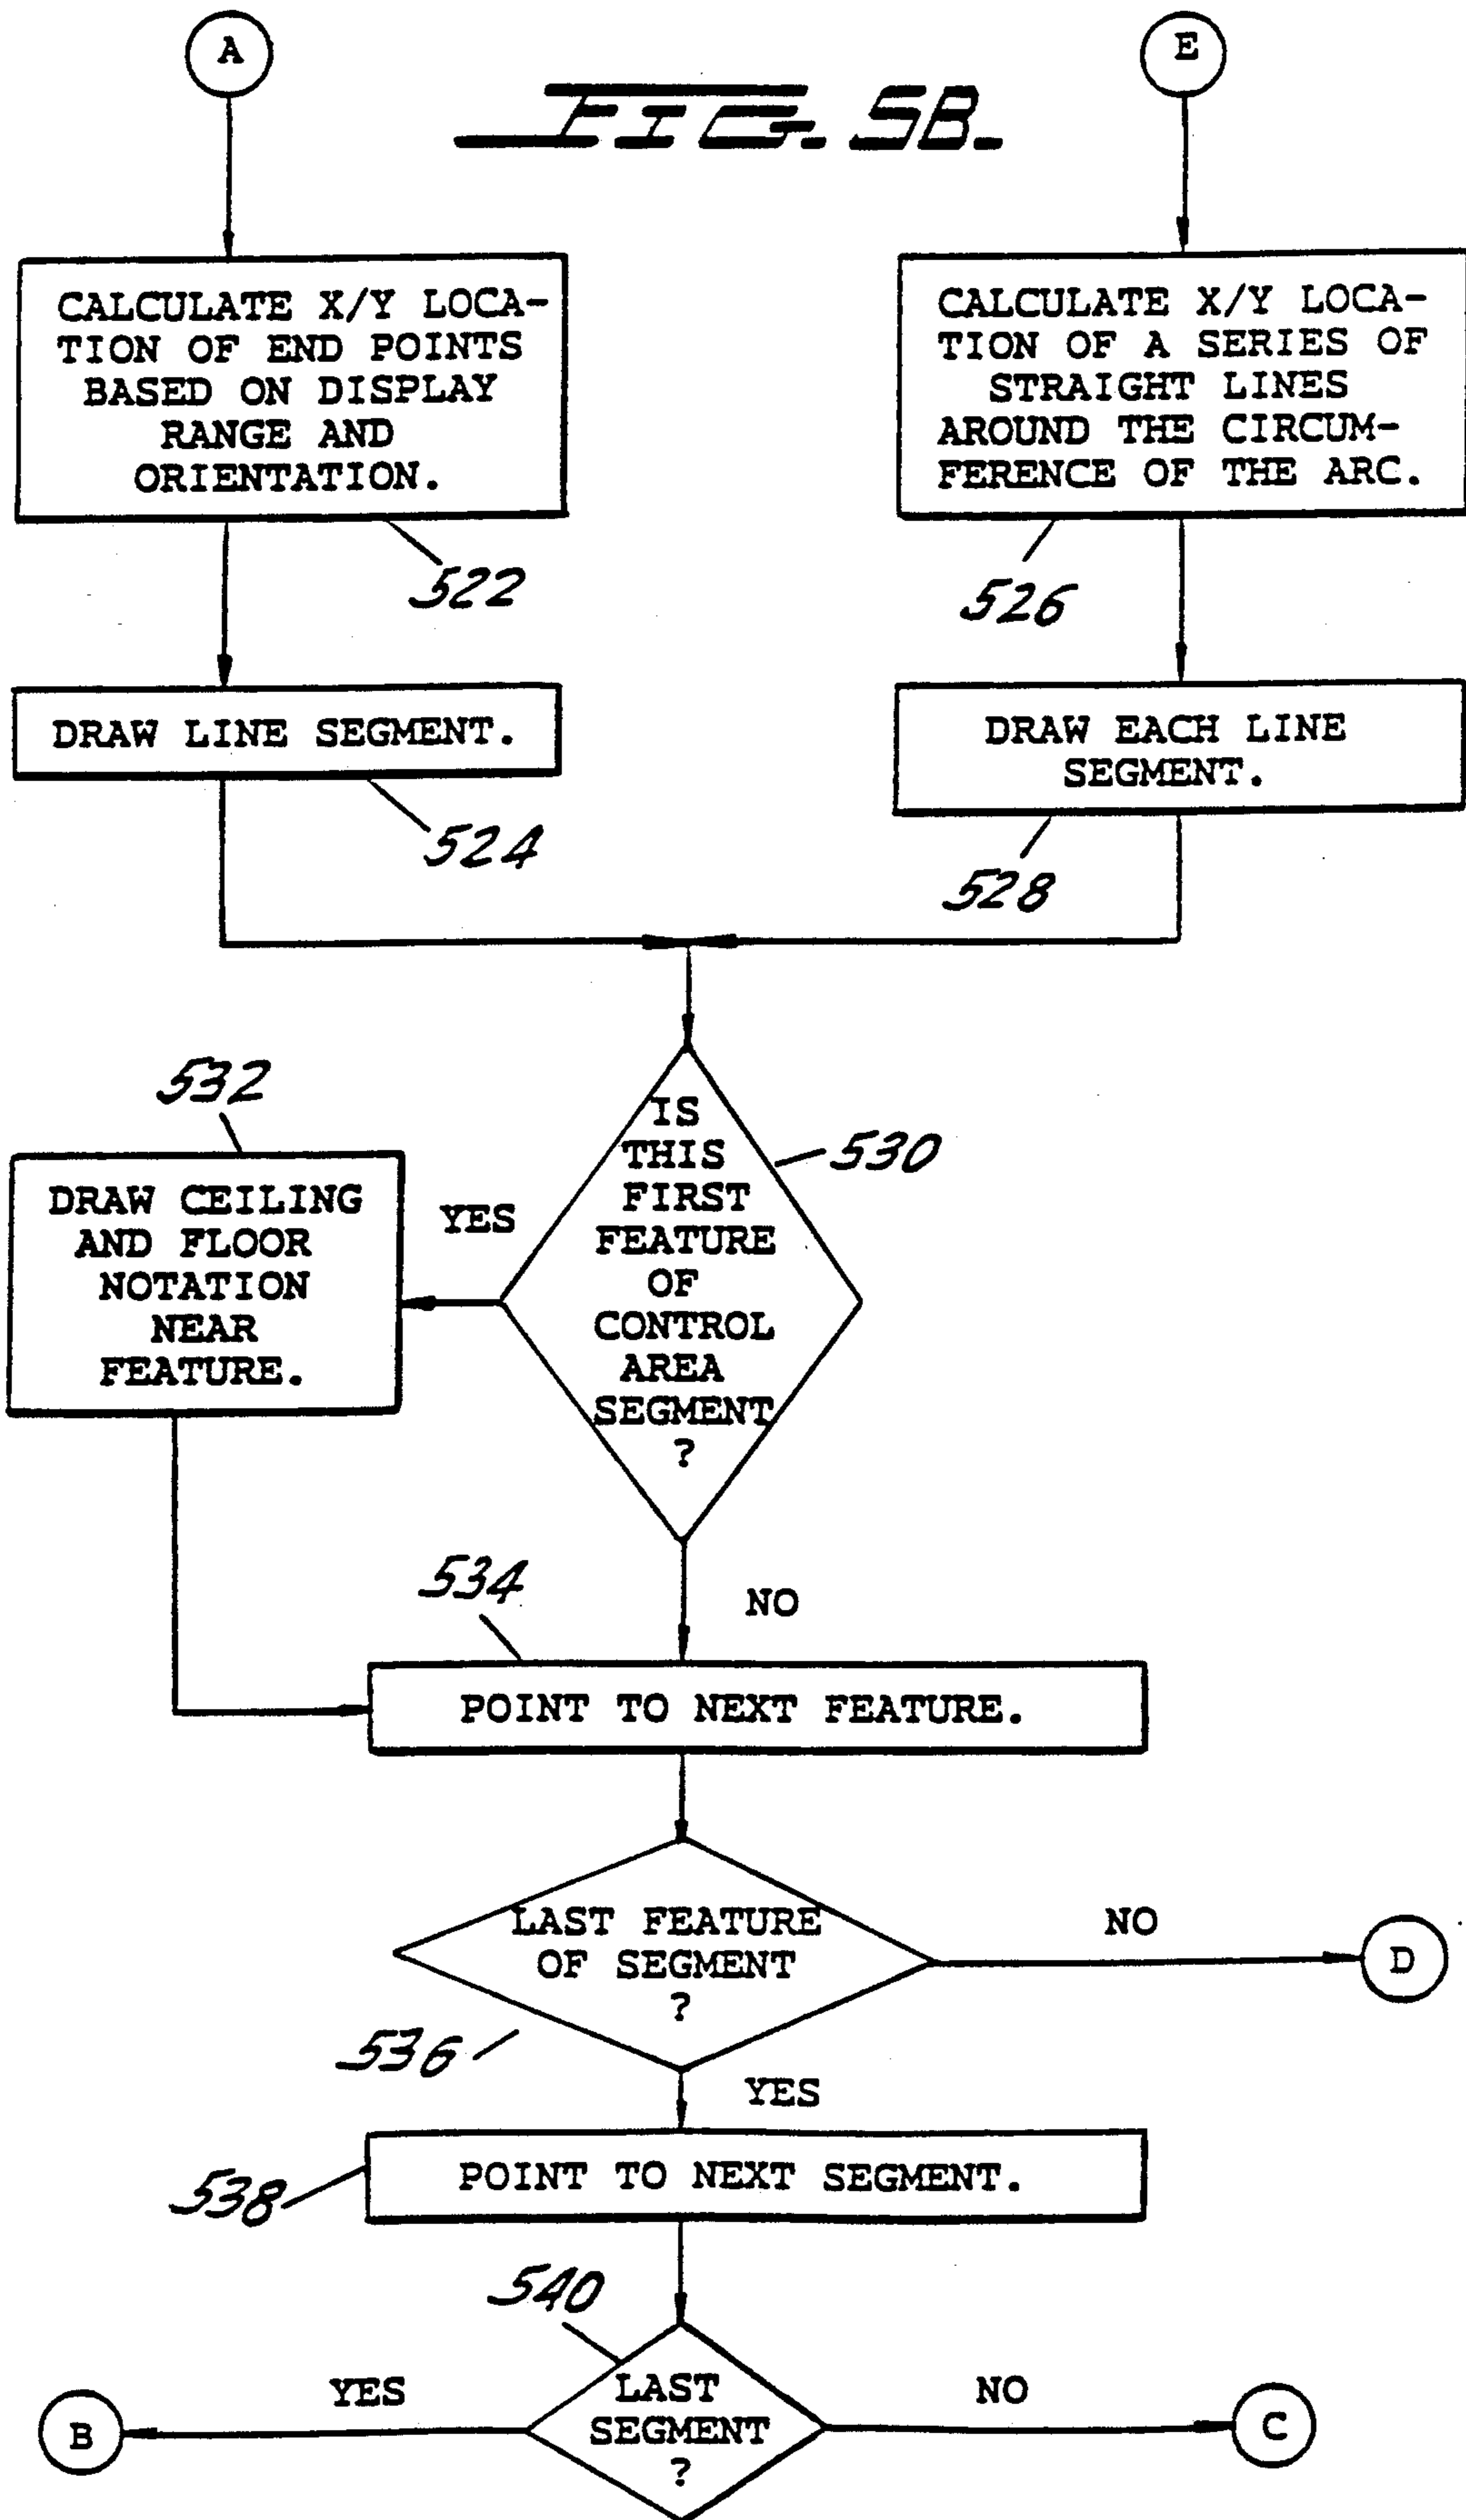 A
E
FIG. 5B.
CALCULATE X/Y LOCA-
TION OF END POINTS
BASED ON DISPLAY
RANGE AND
ORIENTATION.
522
CALCULATE X/Y LOCA-
TION OF A SERIES OF
STRAIGHT LINES
AROUND THE CIRCUM-
FERENCE OF THE ARC.
526
DRAW LINE SEGMENT.
524
DRAW EACH LINE
SEGMENT.
528
IS
THIS
FIRST
FEATURE
OF
CONTROL
AREA
SEGMENT
?
530
YES
532
DRAW CEILING
AND FLOOR
NOTATION
NEAR
FEATURE.
NO
534
POINT TO NEXT FEATURE.
LAST FEATURE
OF SEGMENT
?
536
NO
D
YES
POINT TO NEXT SEGMENT.
538
540
LAST
SEGMENT
?
YES
B
NO
C